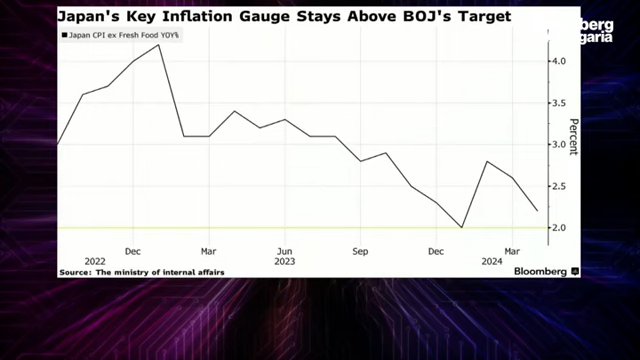 Japan's Key Inflation Gauge Stays Above BOJ's Target
Japan CPI ex Fresh Food YOY%
4.0
3.5
3.0
2.5
2.0
Percent
Dec Mar Jun Sep Dec Mar
2022 2023 2024
Source: The ministry of internal affairs
Bloomberg